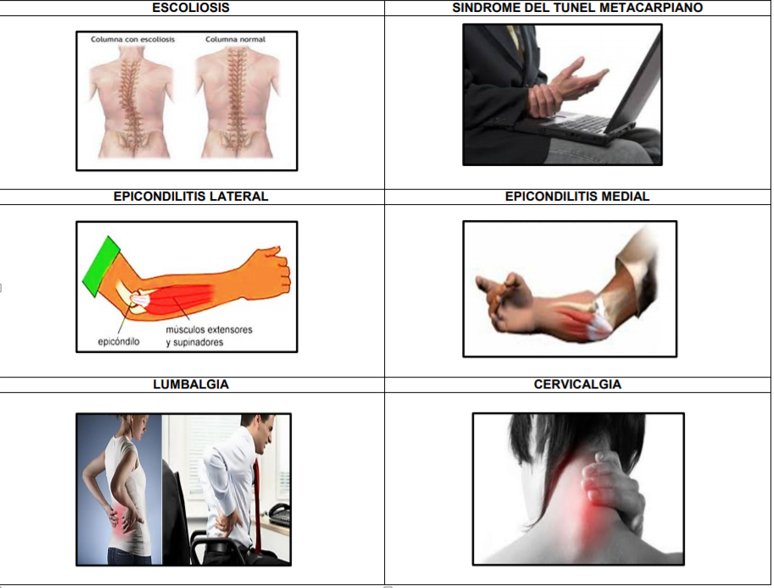 ESCOLIOSIS
SINDROME DEL TUNEL METACARPIANO
Columna con escoliosis
Columna normal
EPICONDILITIS LATERAL
EPICONDILITIS MEDIAL
epicóndilo
músculos extensores
y supinadores
LUMBALGIA
CERVICALGIA